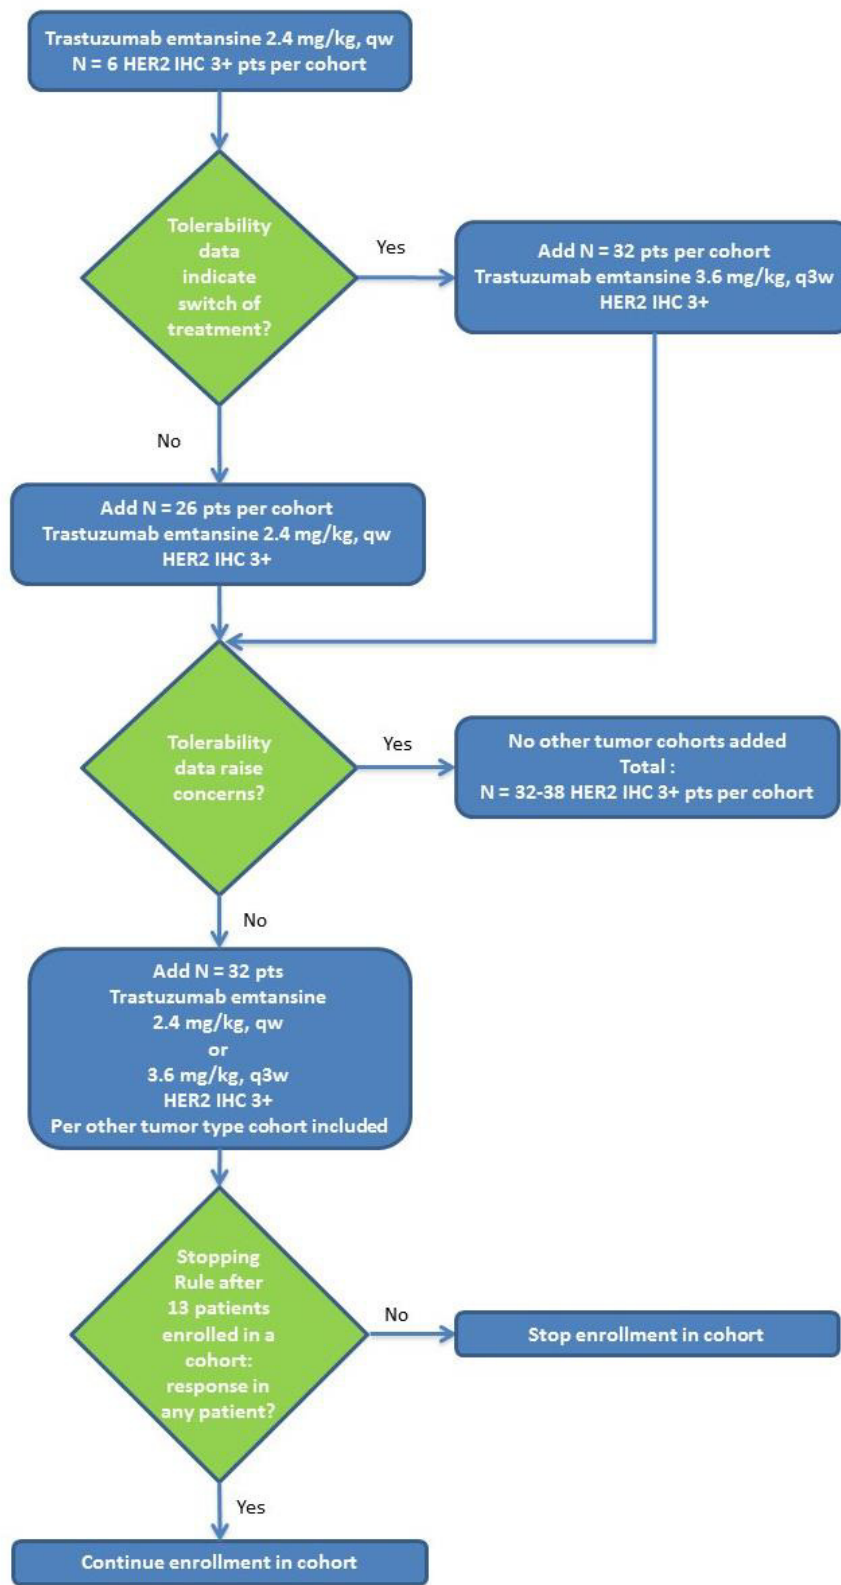 Trastuzumab emtansine 2.4 mg/kg, qw
N = 6 HER2 IHC 3+ pts per cohort
Tolerability
data
indicate
switch of
treatment?
Yes
Add N = 32 pts per cohort
Trastuzumab emtansine 3.6 mg/kg, q3w
HER2 IHC 3+
No
Add N = 26 pts per cohort
Trastuzumab emtansine 2.4 mg/kg, qw
HER2 IHC 3+
Tolerability
data raise
concerns?
Yes
No other tumor cohorts added
Total :
N = 32-38 HER2 IHC 3+ pts per cohort
No
Add N = 32 pts
Trastuzumab emtansine
2.4 mg/kg, qw
or
3.6 mg/kg, q3w
HER2 IHC 3+
Per other tumor type cohort included
Stopping
Rule after
13 patients
enrolled in a
cohort:
response in
any patient?
No
Stop enrollment in cohort
Yes
Continue enrollment in cohort